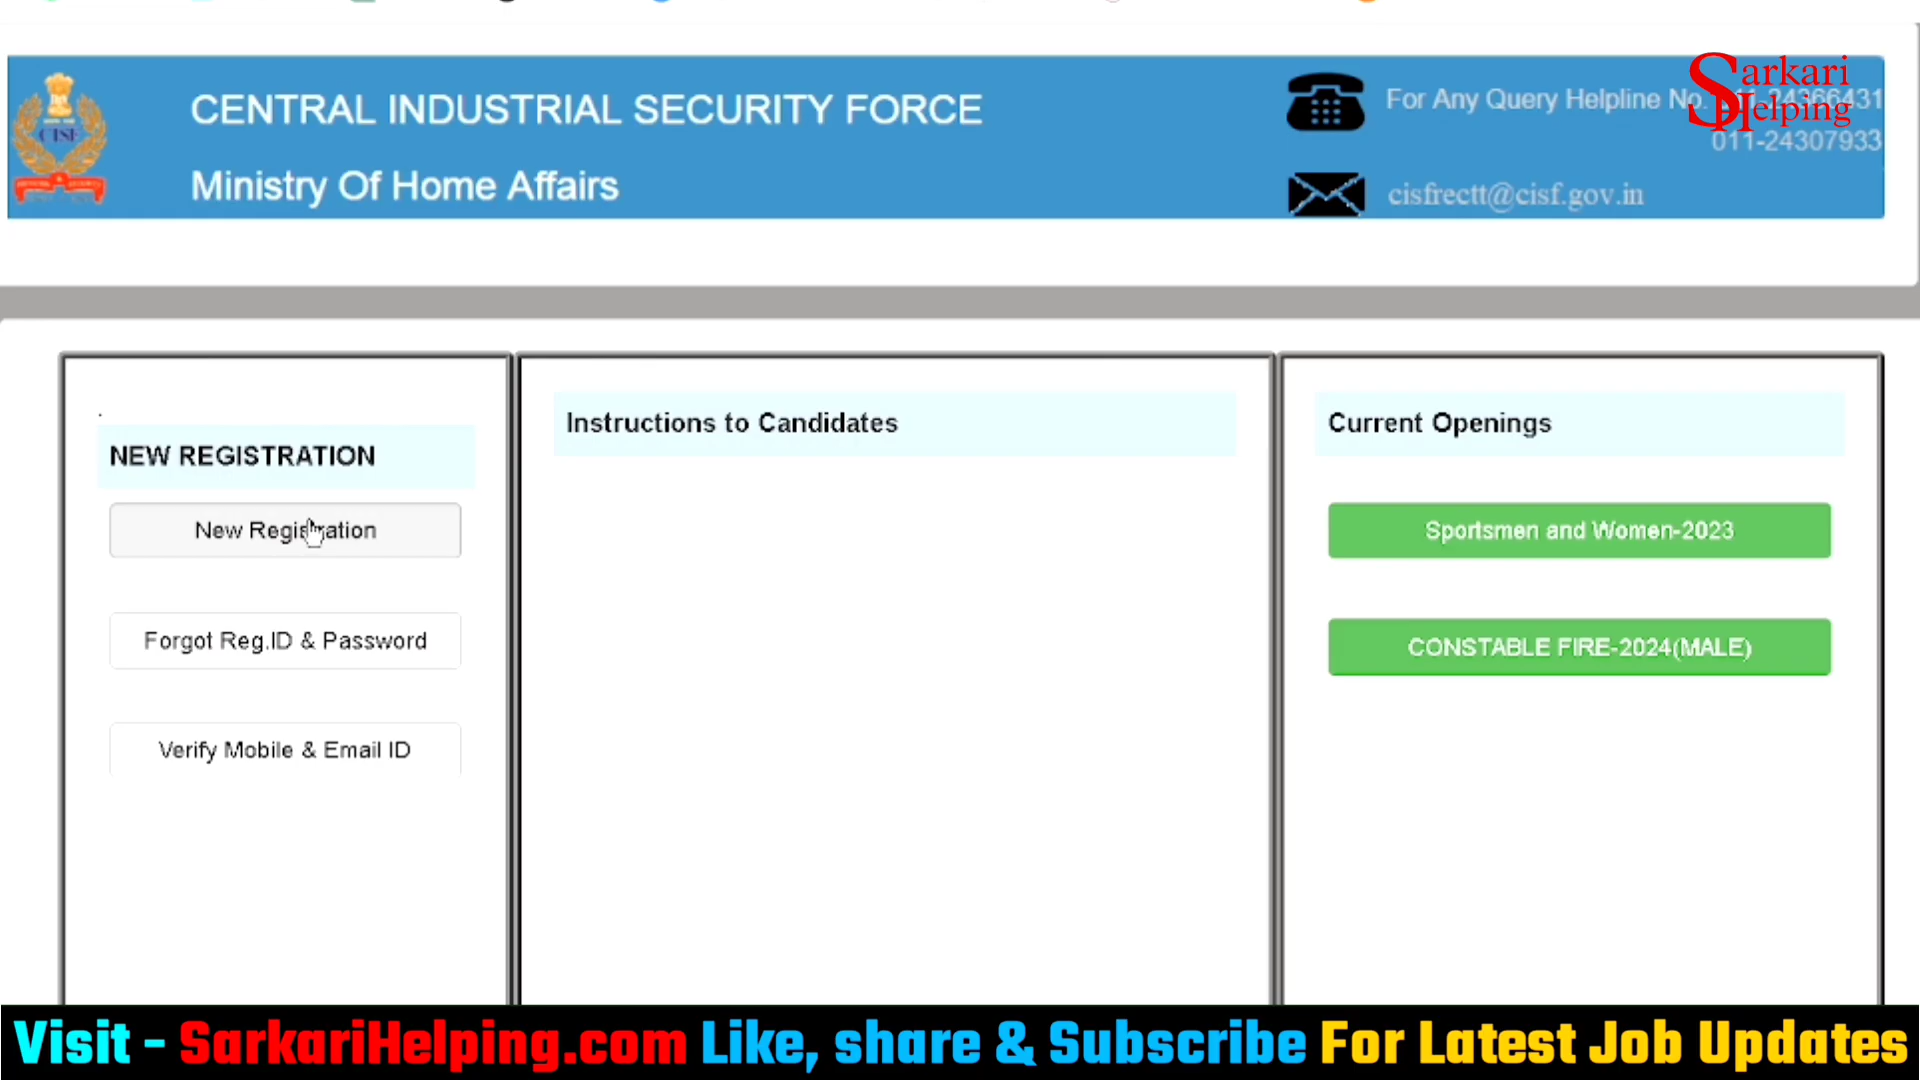 CENTRAL INDUSTRIAL SECURITY FORCE
Ministry Of Home Affairs
CISF
For Any Query Helpline No.
011-24307933
cisfrectt@cisf.gov.in
Sarkari
Helping
.
NEW REGISTRATION
New Registration
Forgot Reg.ID & Password
Verify Mobile & Email ID
Instructions to Candidates
Current Openings
Sportsmen and Women-2023
CONSTABLE FIRE-2024(MALE)
Visit - SarkariHelping.com Like, share & Subscribe For Latest Job Updates